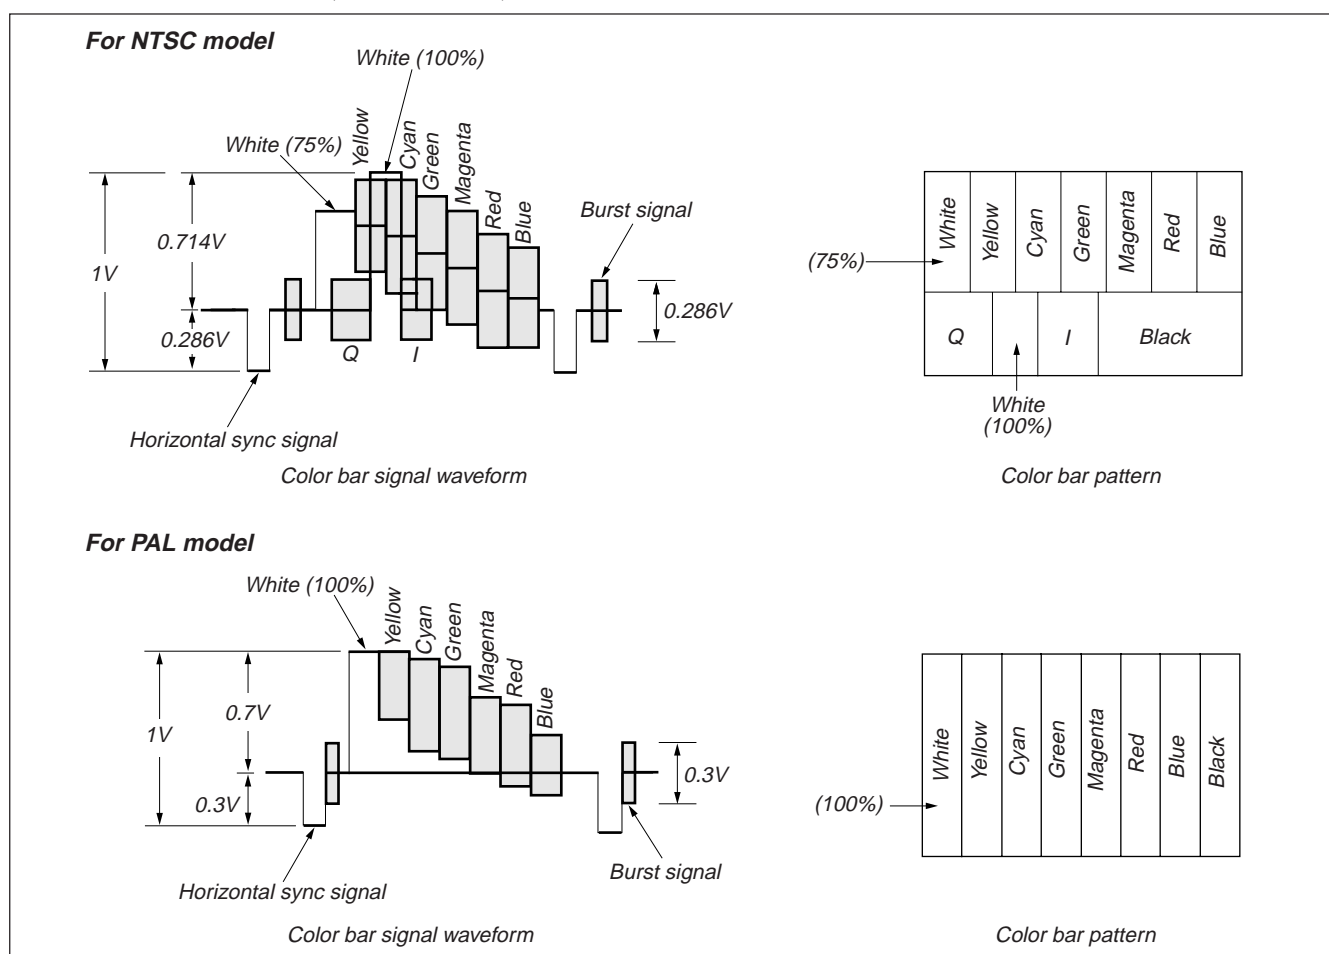 For NTSC model
White (100%)
White (75%)
Yellow
Cyan
Green
Magenta
Red
Blue
Burst signal
0.714V
1V
0.286V
0.286V
Q
I
Horizontal sync signal
Color bar signal waveform
White
Yellow
Cyan
Green
Magenta
Red
Blue
(75%)
Q
I
Black
White
(100%)
Color bar pattern
For PAL model
White (100%)
Yellow
Cyan
Green
Magenta
Red
Blue
0.7V
1V
0.3V
0.3V
Burst signal
Horizontal sync signal
Color bar signal waveform
White
Yellow
Cyan
Green
Magenta
Red
Blue
Black
(100%)
Color bar pattern